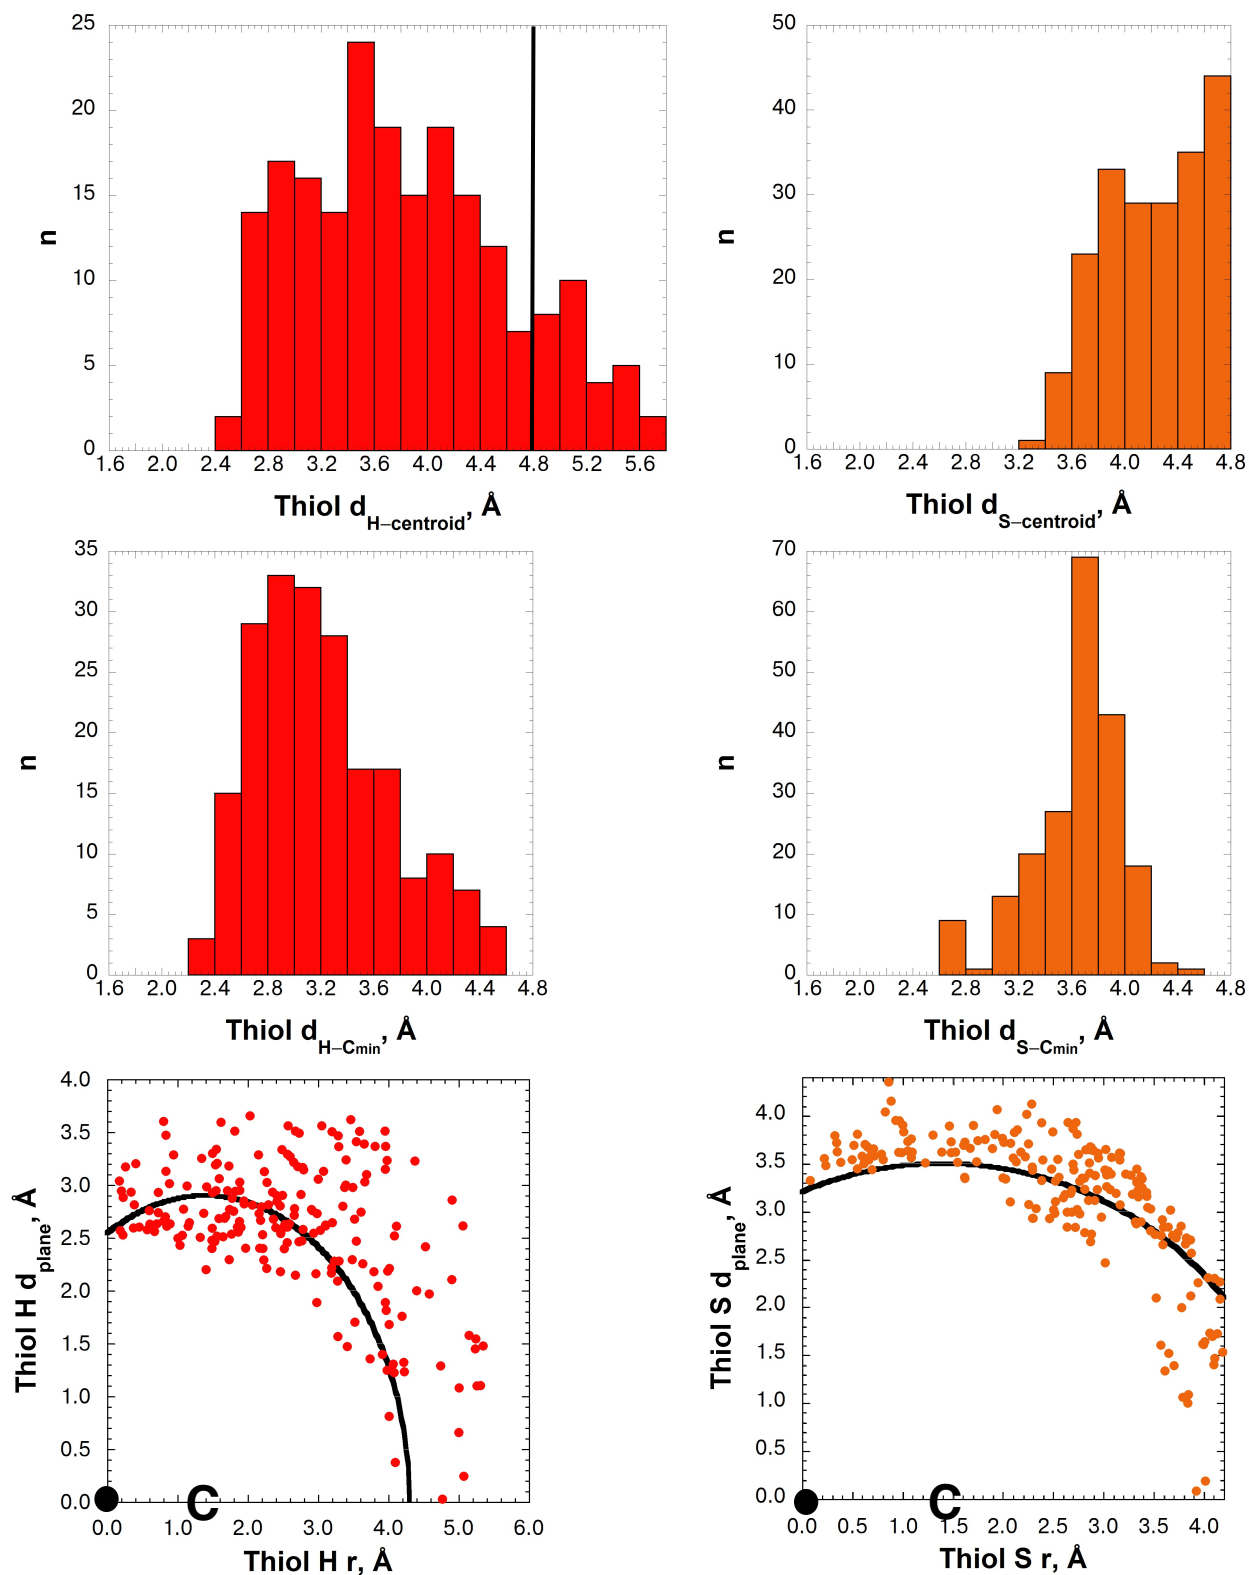 25
20
15
10
5
0
n
1.6 2.0 2.4 2.8 3.2 3.6 4.0 4.4 4.8 5.2 5.6
Thiol dH–centroid, Å
50
40
30
20
10
0
n
1.6 2.0 2.4 2.8 3.2 3.6 4.0 4.4 4.8
Thiol dS–centroid, Å
35
30
25
20
15
10
5
0
n
1.6 2.0 2.4 2.8 3.2 3.6 4.0 4.4 4.8
Thiol dH–Cmin, Å
70
60
50
40
30
20
10
0
n
1.6 2.0 2.4 2.8 3.2 3.6 4.0 4.4 4.8
Thiol dS–Cmin, Å
4.0
3.5
3.0
2.5
2.0
1.5
1.0
0.5
0.0
Thiol H dplane, Å
C
0.0 1.0 2.0 3.0 4.0 5.0 6.0
Thiol H r, Å
4.0
3.5
3.0
2.5
2.0
1.5
1.0
0.5
0.0
Thiol S dplane, Å
C
0.0 0.5 1.0 1.5 2.0 2.5 3.0 3.5 4.0
Thiol S r, Å